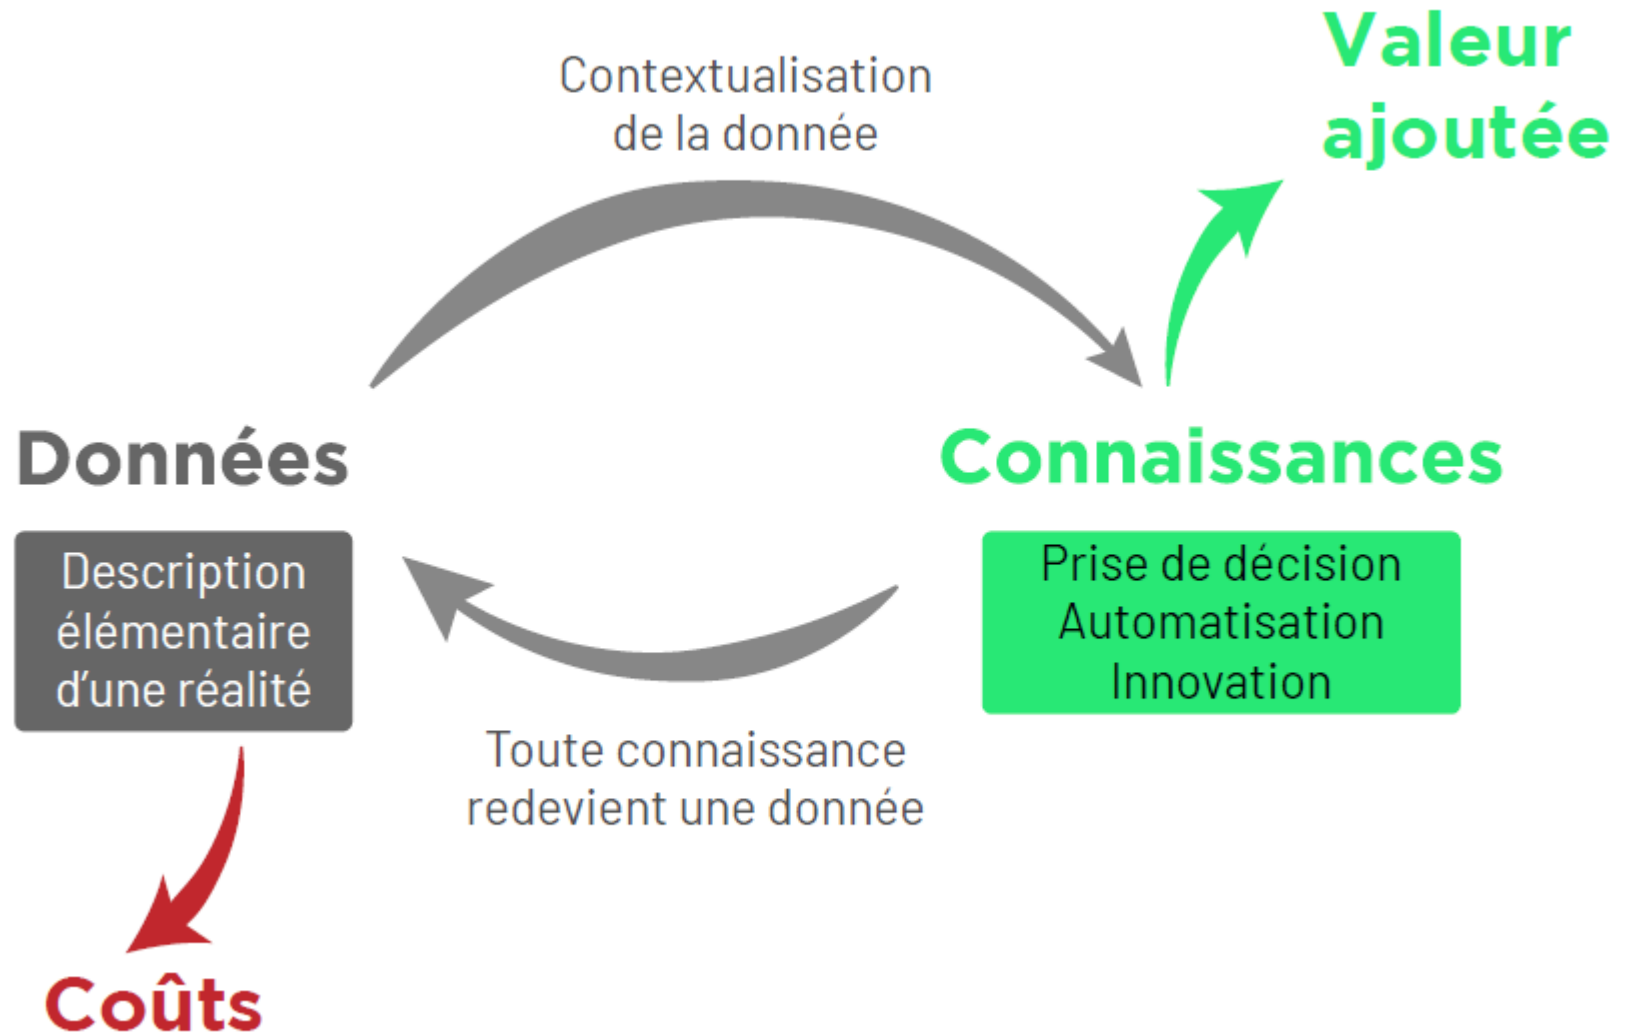 Valeur
ajoutée
Contextualisation
de la donnée
Données
Connaissances
Description
élémentaire
d'une réalité
Prise de décision
Automatisation
Innovation
Toute connaissance
redevient une donnée
Coûts